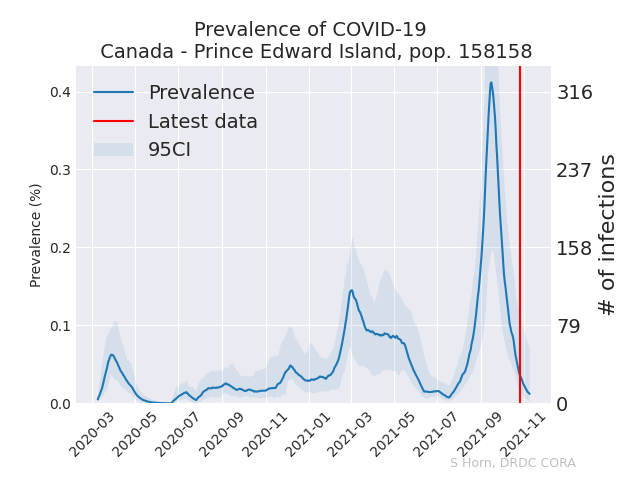 Prevalence of COVID-19
Canada - Prince Edward Island, pop. 158158
Prevalence
Latest data
95CI
Prevalence (%)
0.4
0.3
0.2
0.1
0.0
316
237
158
79
0
# of infections
2020-03
2020-05
2020-07
2020-09
2020-11
2021-01
2021-03
2021-05
2021-07
2021-09
2021-11
S Horn, DRDC CORA